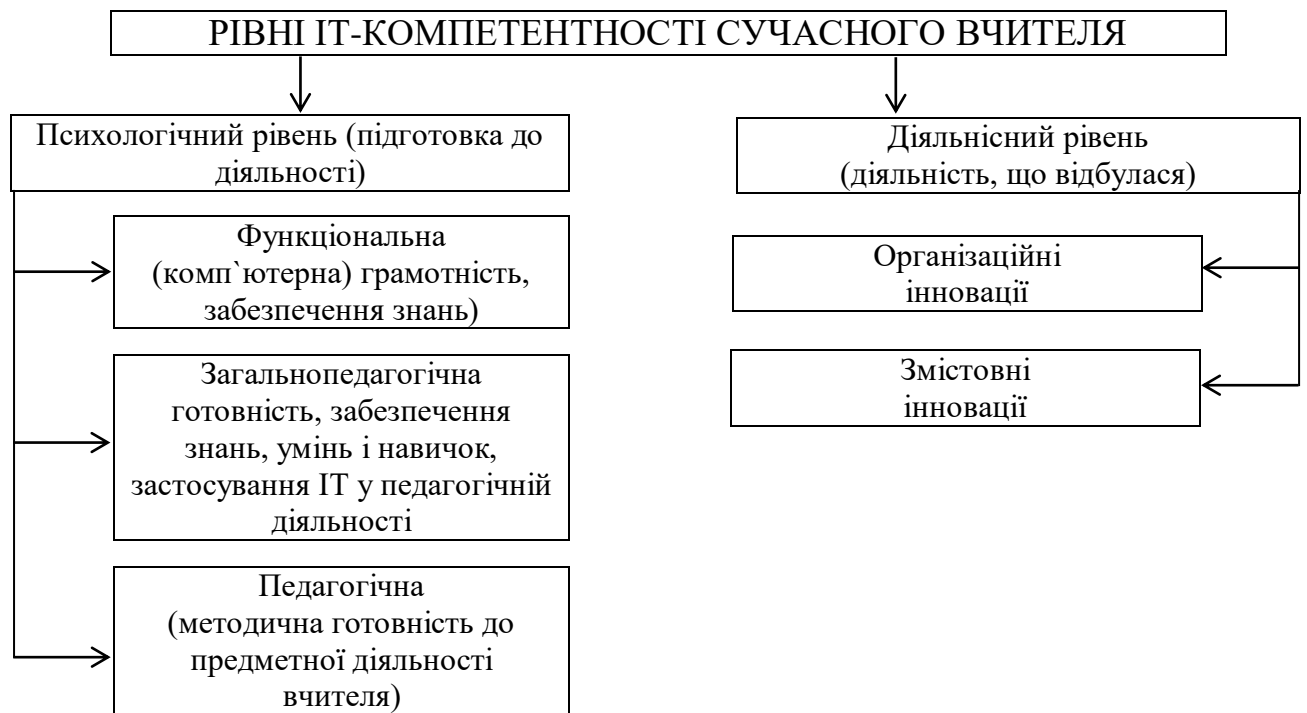 РІВНІ ІТ-КОМПЕТЕНТНОСТІ СУЧАСНОГО ВЧИТЕЛЯ
Психологічний рівень (підготовка до
діяльності)
Функціональна
(комп`ютерна) грамотність,
забезпечення знань)
Загальнопедагогічна
готовність, забезпечення
знань, умінь і навичок,
застосування ІТ у педагогічній
діяльності
Педагогічна
(методична готовність до
предметної діяльності
вчителя)
Діяльнісний рівень
(діяльність, що відбулася)
Організаційні
інновації
Змістовні
інновації